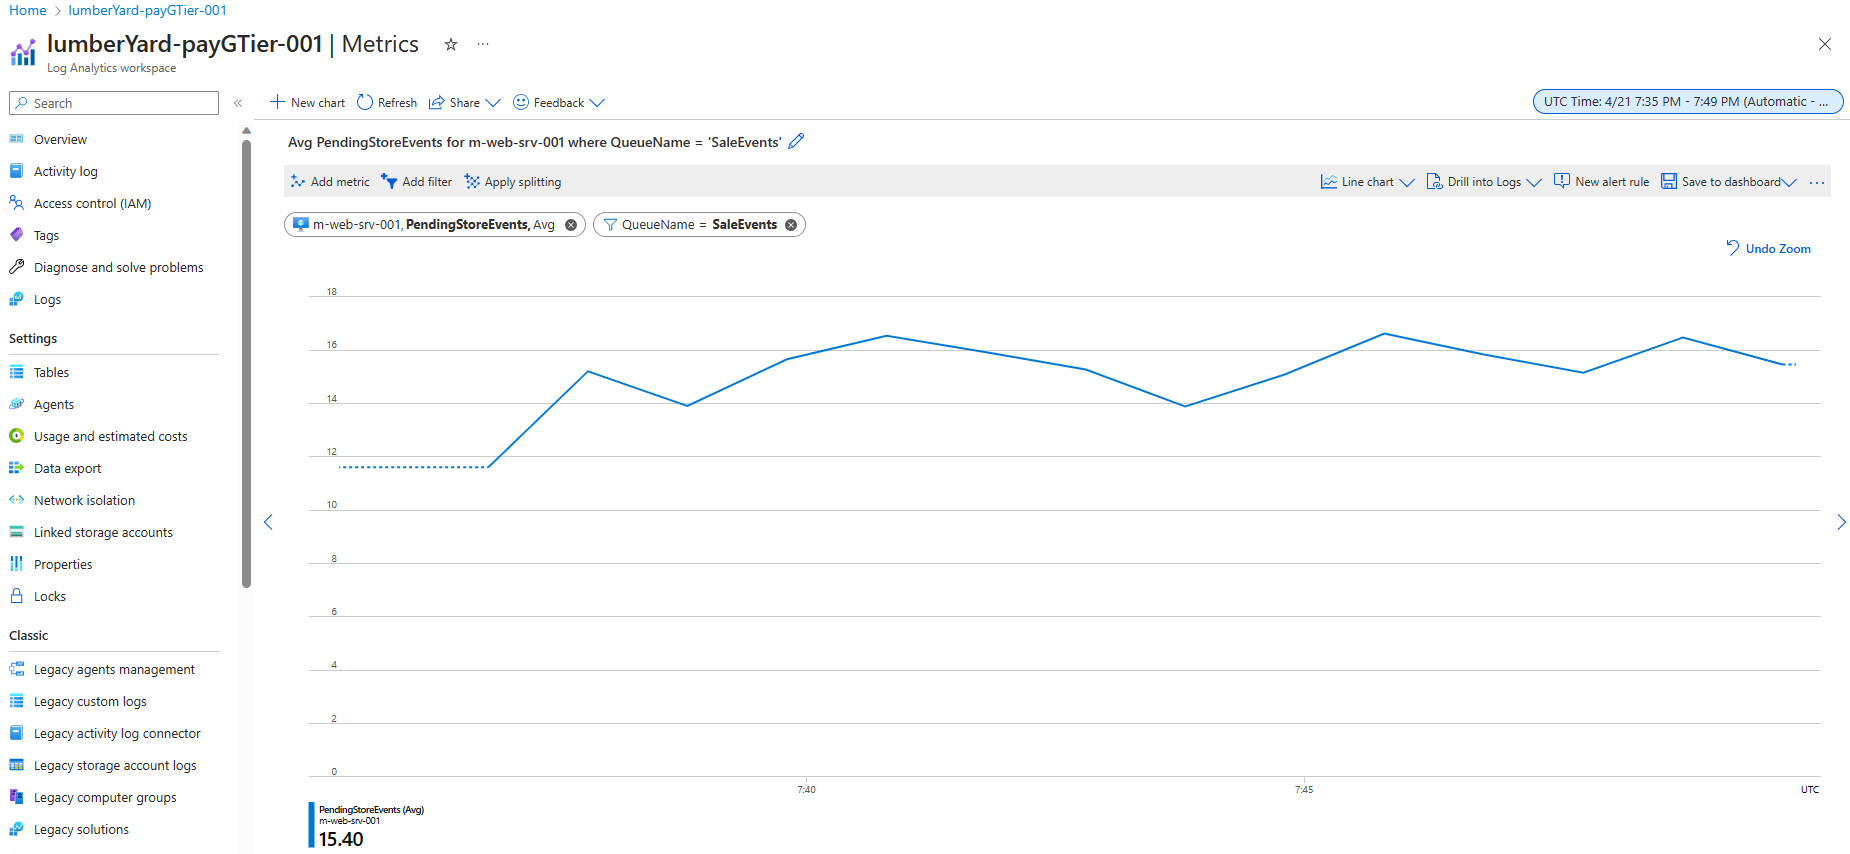 Home > lumberYard-payGTier-001
lumberYard-payGTier-001 | Metrics ☆ ...
Log Analytics workspace
Search
«
Overview
Activity log
Access control (IAM)
Tags
Diagnose and solve problems
Logs
Settings
Tables
Agents
Usage and estimated costs
Data export
Network isolation
Linked storage accounts
Properties
Locks
Classic
Legacy agents management
Legacy custom logs
Legacy activity log connector
Legacy storage account logs
Legacy computer groups
Legacy solutions
New chart Refresh Share Feedback
UTC Time: 4/21 7:35 PM - 7:49 PM (Automatic - ...
Avg PendingStoreEvents for m-web-srv-001 where QueueName = 'SaleEvents'
Add metric Add filter Apply splitting Line chart Drill into Logs New alert rule Save to dashboard ...
m-web-srv-001, PendingStoreEvents, Avg QueueName = SaleEvents
Undo Zoom
18
16
14
12
10
8
6
4
2
0
7:40 7:45 UTC
PendingStoreEvents (Avg)
m-web-srv-001
15.40